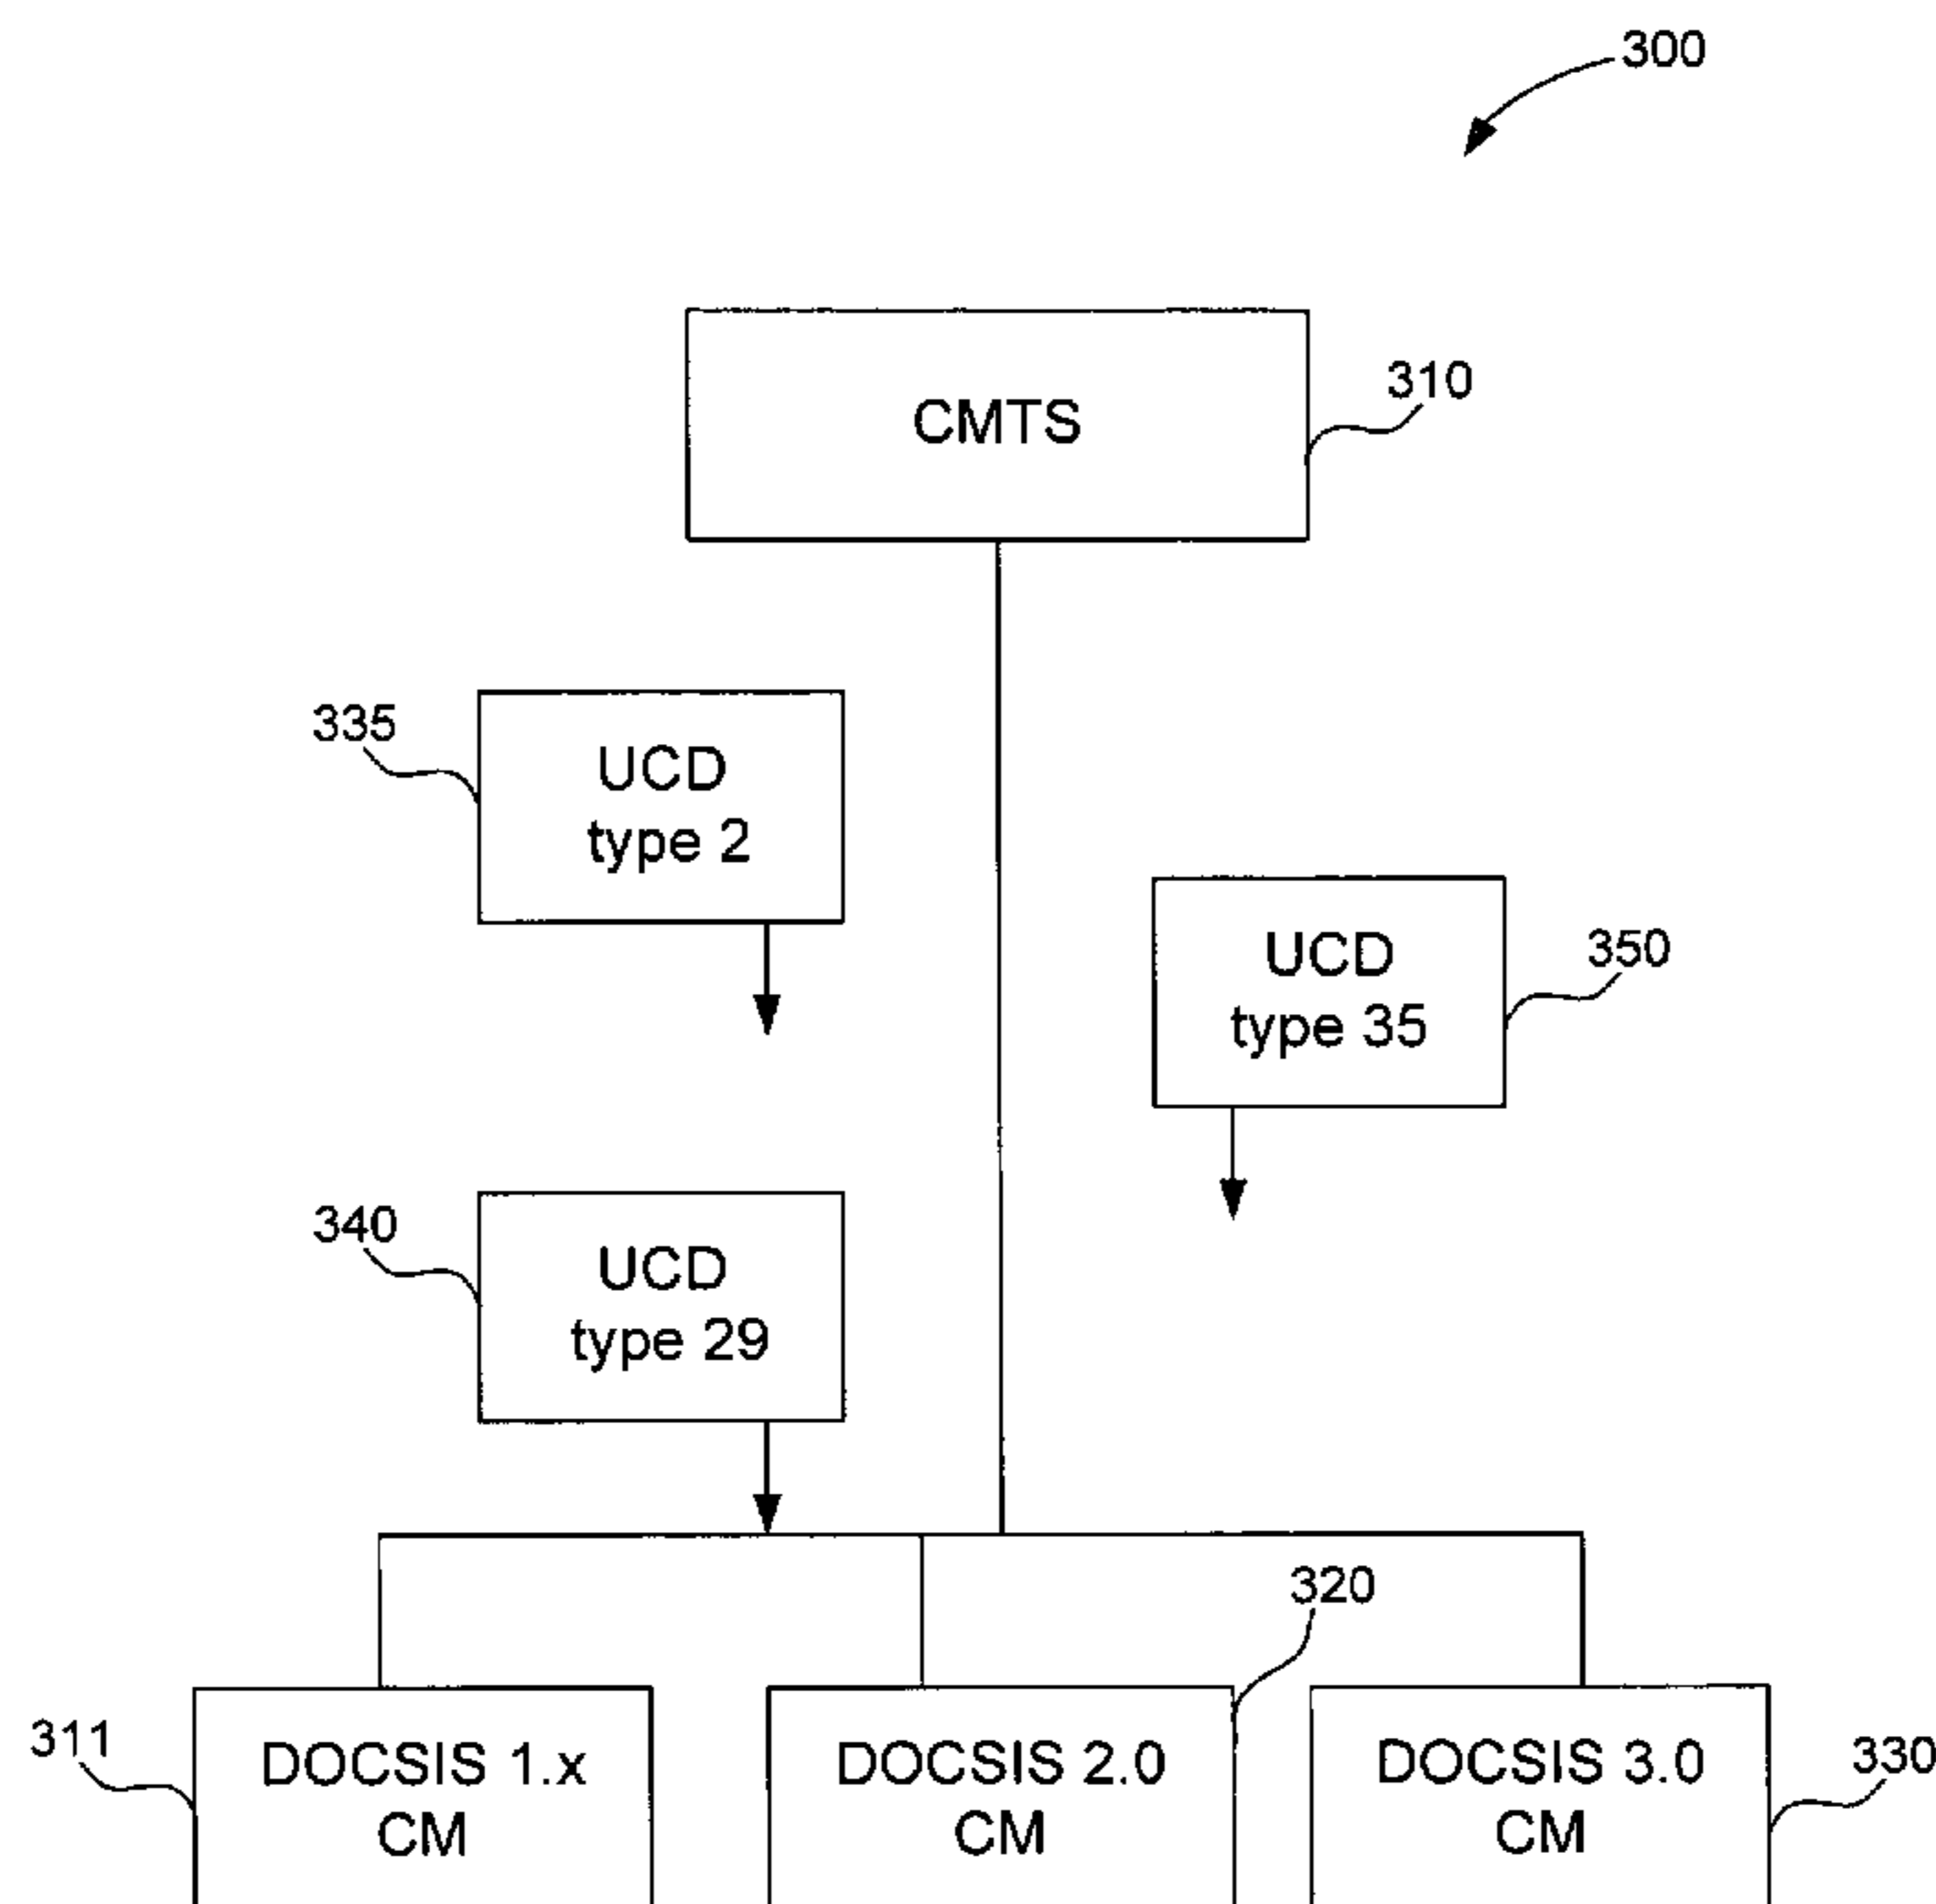 300
CMTS
310
335
UCD
type 2
UCD
type 35
350
340
UCD
type 29
320
311
DOCSIS 1.x
CM
DOCSIS 2.0
CM
DOCSIS 3.0
CM
330